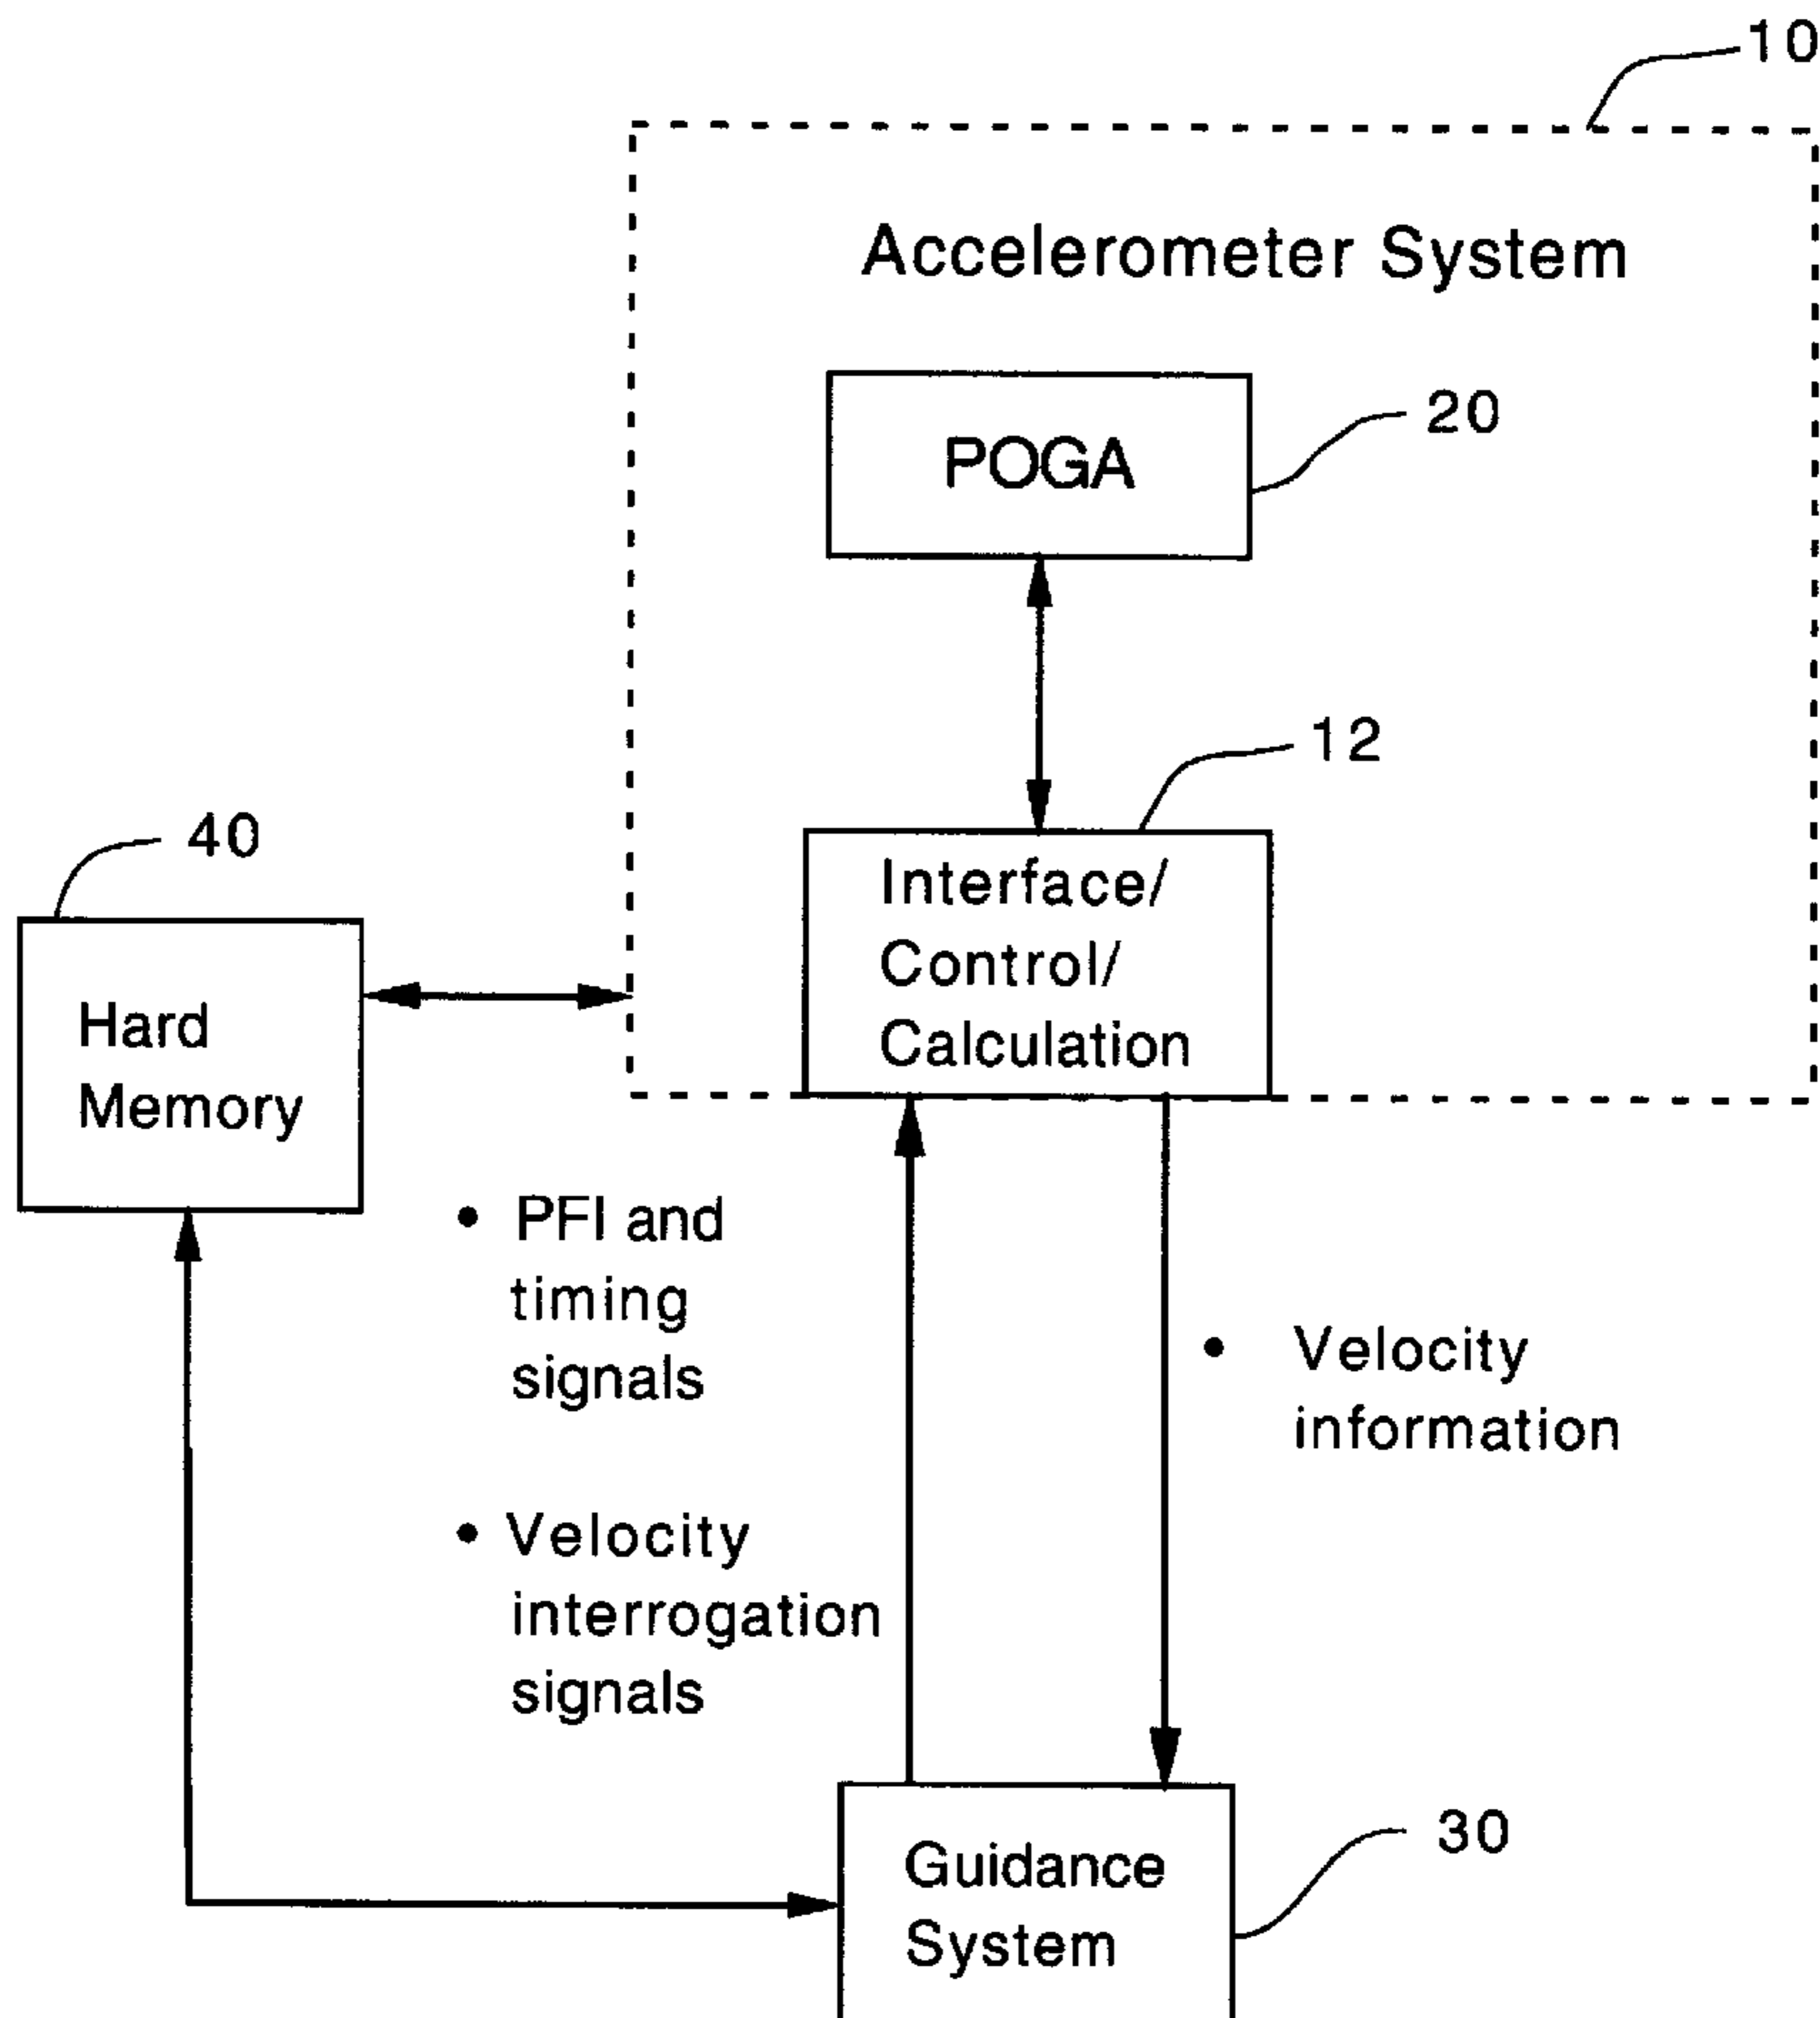 10
Accelerometer System
POGA
20
12
Interface/
Control/
Calculation
40
Hard
Memory
• PFI and
timing
signals
• Velocity
interrogation
signals
• Velocity
information
Guidance
System
30